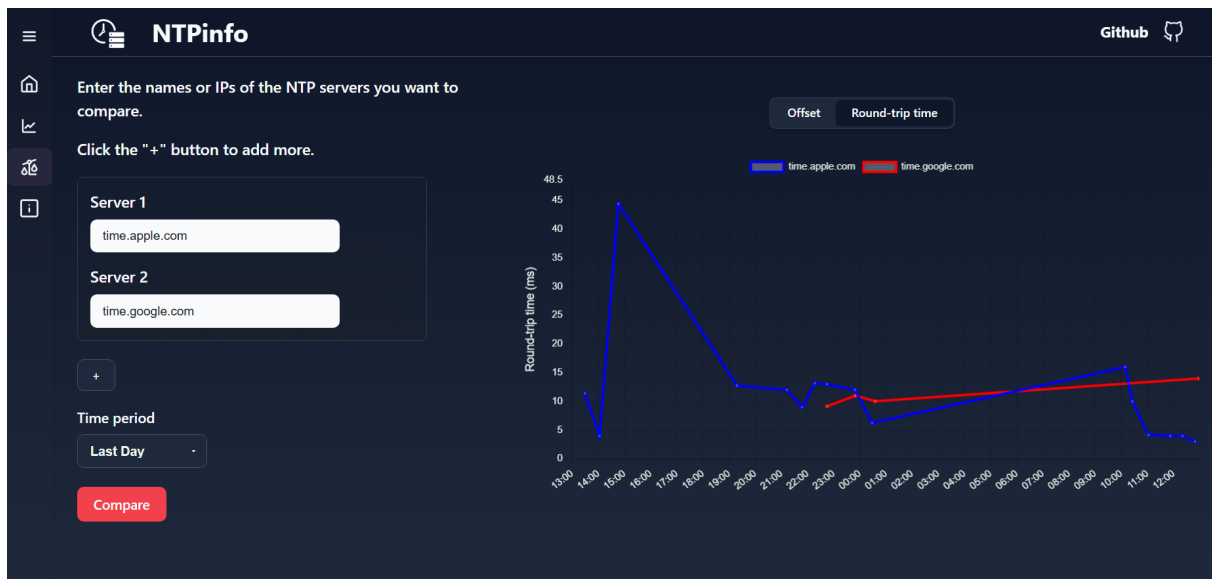 NTPinfo
Github
Enter the names or IPs of the NTP servers you want to
compare.
Click the "+" button to add more.
Server 1
time.apple.com
Server 2
time.google.com
+
Time period
Last Day
Compare
Offset
Round-trip time
time.apple.com
time.google.com
Round-trip time (ms)
48.5
45
40
35
30
25
20
15
10
5
0
13:00
14:00
15:00
16:00
17:00
18:00
19:00
20:00
21:00
22:00
23:00
00:00
01:00
02:00
03:00
04:00
05:00
06:00
07:00
08:00
09:00
10:00
11:00
12:00